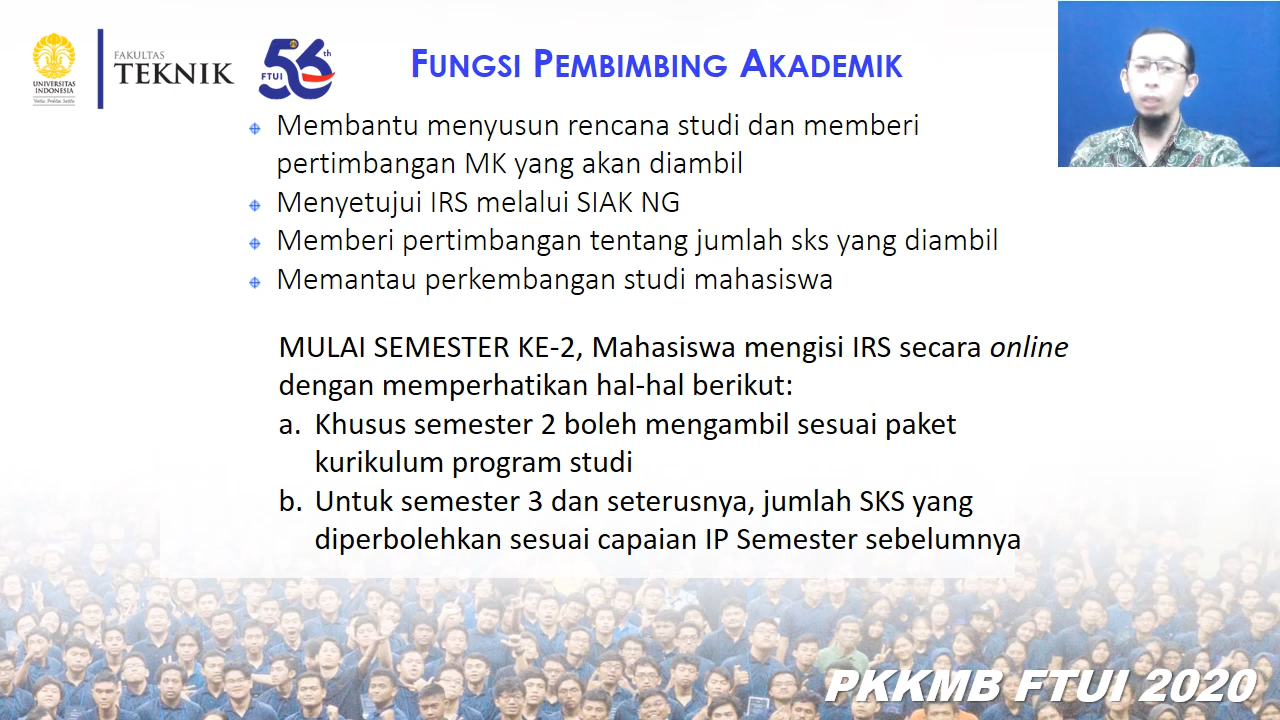 UNIVERSITAS
INDONESIA
Veritas, Probitas, Iustitia
FAKULTAS
TEKNIK
FTUI 56th
FUNGSI PEMBIMBING AKADEMIK
Membantu menyusun rencana studi dan memberi
pertimbangan MK yang akan diambil
Menyetujui IRS melalui SIAK NG
Memberi pertimbangan tentang jumlah sks yang diambil
Memantau perkembangan studi mahasiswa
MULAI SEMESTER KE-2, Mahasiswa mengisi IRS secara online
dengan memperhatikan hal-hal berikut:
a. Khusus semester 2 boleh mengambil sesuai paket
kurikulum program studi
b. Untuk semester 3 dan seterusnya, jumlah SKS yang
diperbolehkan sesuai capaian IP Semester sebelumnya
PKKMB FTUI 2020